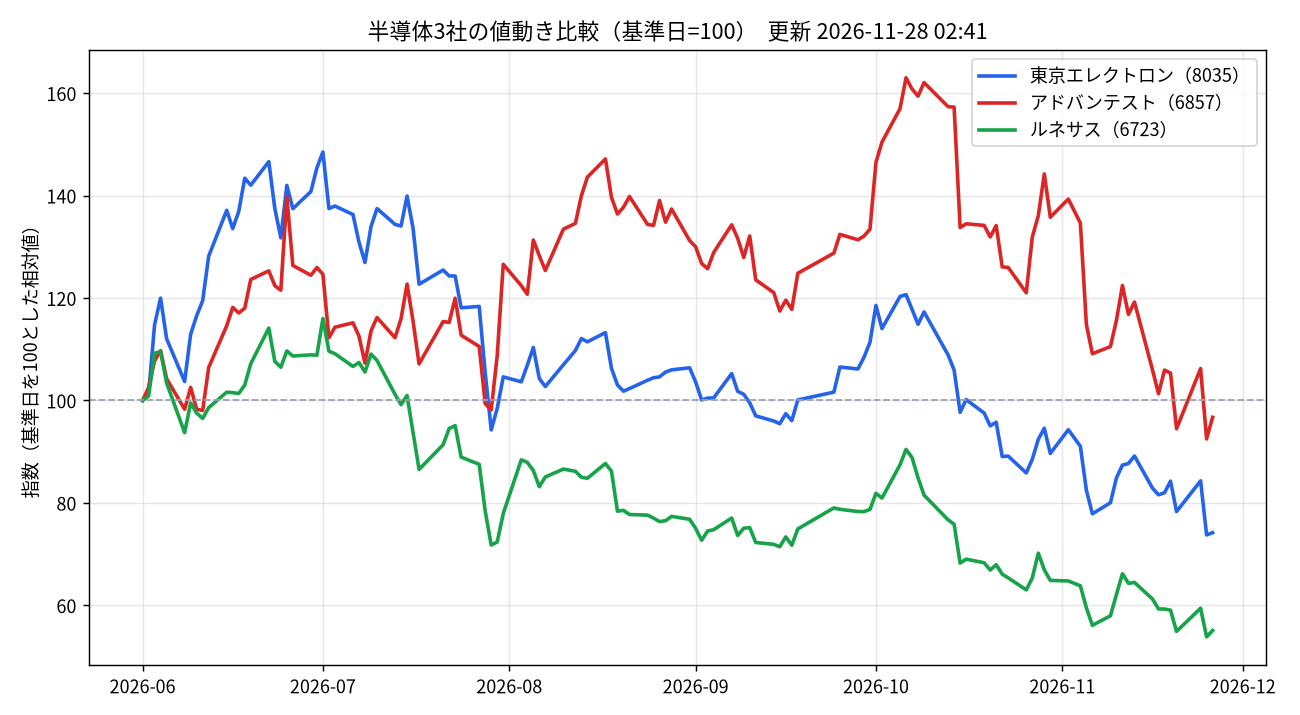 半導体3社の値動き比較（基準日=100） 更新 2026-11-28 02:41
東京エレクトロン（8035）
アドバンテスト（6857）
ルネサス（6723）
指数（基準日を100とした相対値）
160
140
120
100
80
60
2026-06
2026-07
2026-08
2026-09
2026-10
2026-11
2026-12